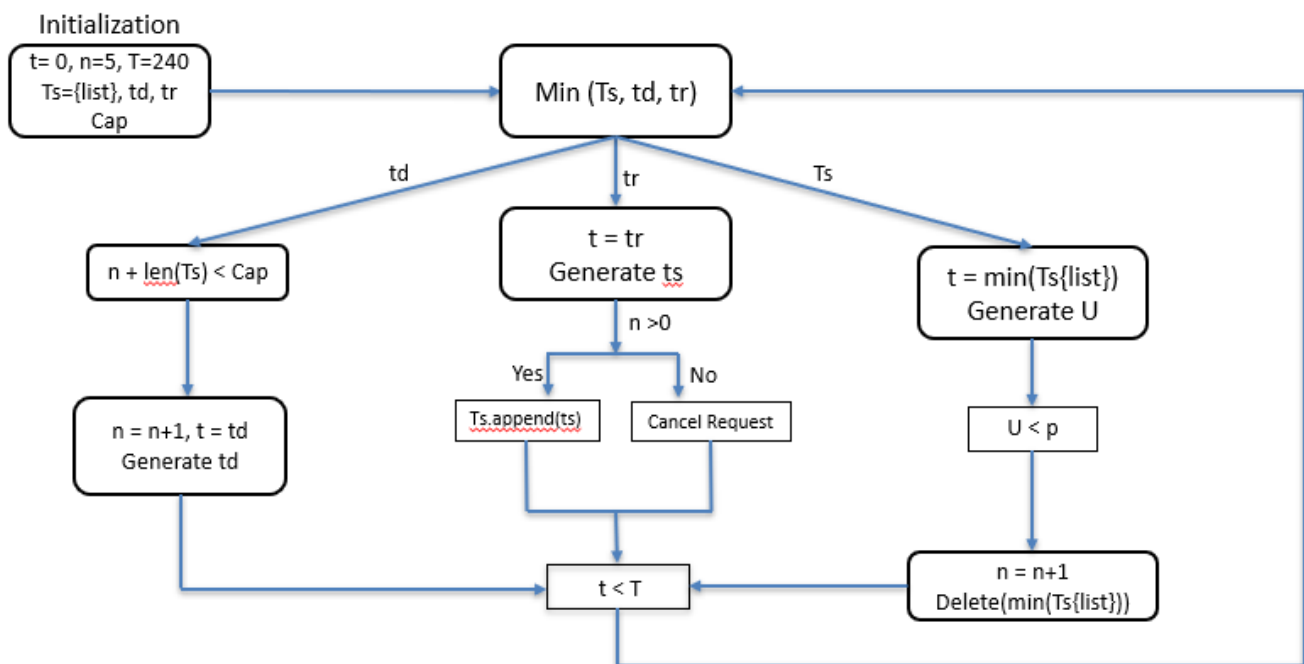 Initialization
t= 0, n=5, T=240
Ts={list}, td, tr
Cap
Min (Ts, td, tr)
td
tr
Ts
n + len(Ts) < Cap
t = tr
Generate ts
t = min(Ts{list})
Generate U
n >0
Yes
No
Ts.append(ts)
Cancel Request
U < p
n = n+1, t = td
Generate td
t < T
n = n+1
Delete(min(Ts{list}))